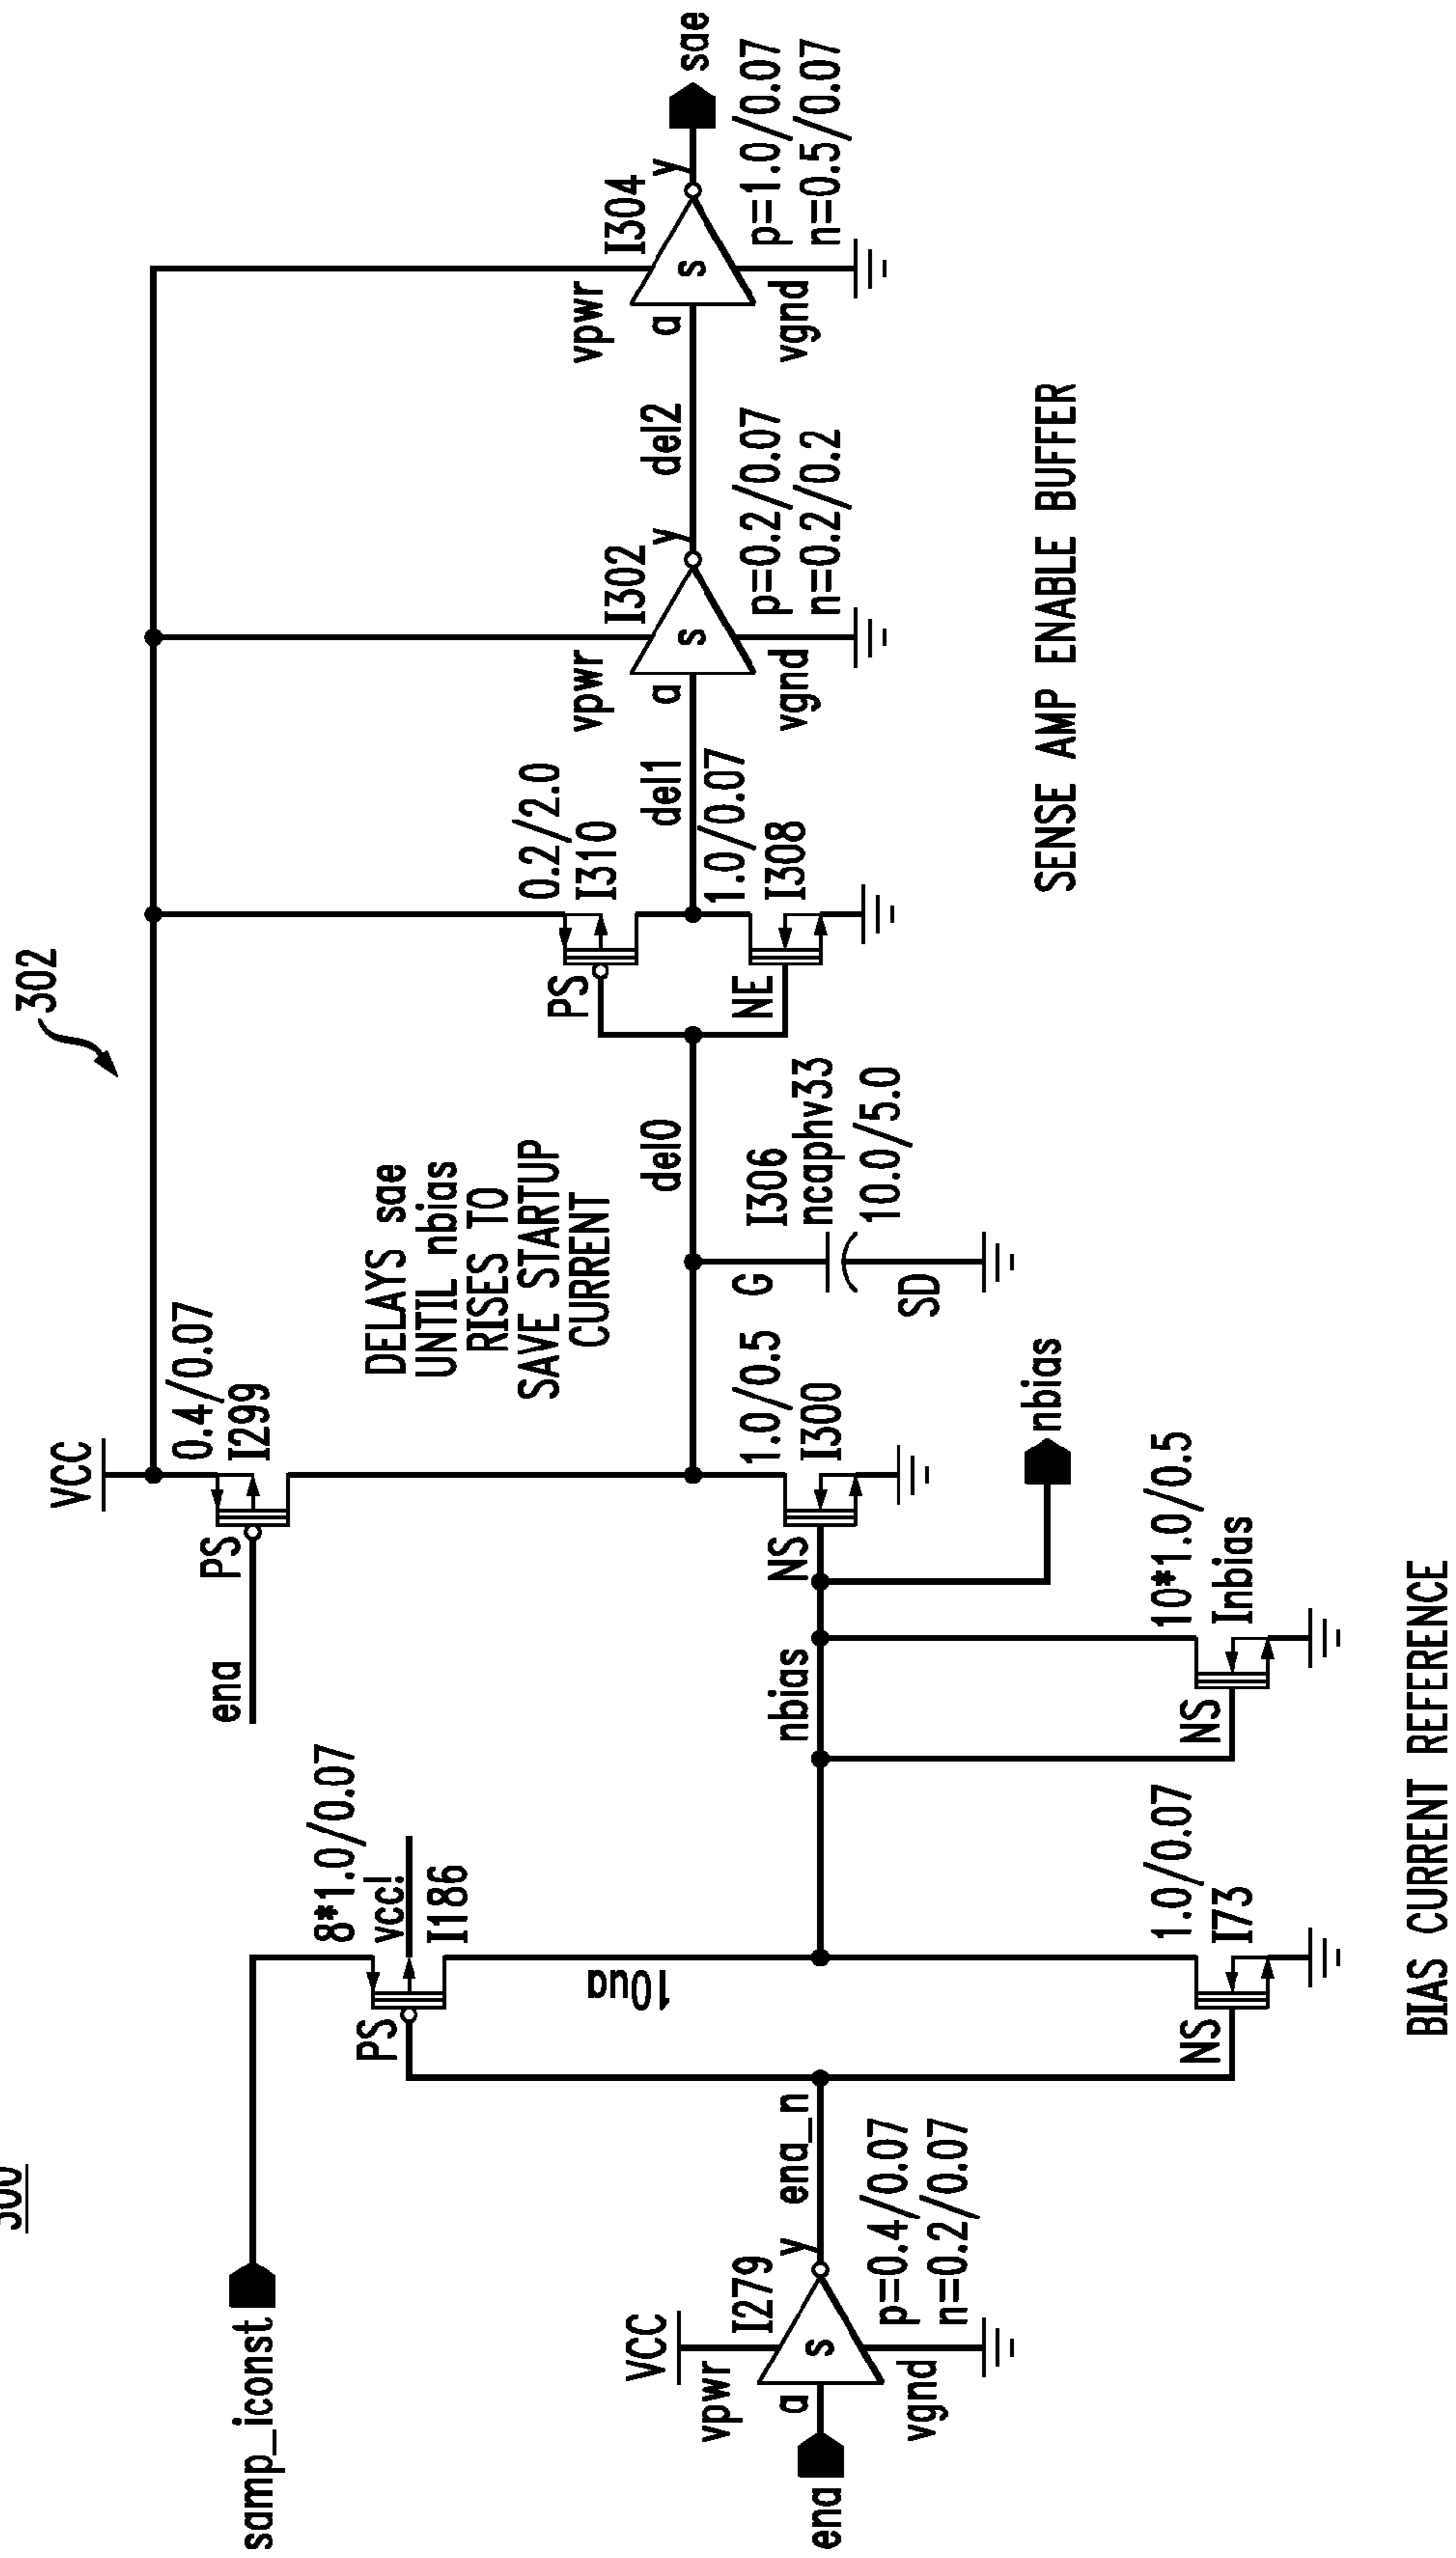 300
302
samp_iconst
ena
VCC
vpwr
I279
a
s
y
vgnd
p=0.4/0.07
n=0.2/0.07
ena_n
PS
8*1.0/0.07
vcc!
I186
10ua
NS
1.0/0.07
I73
nbias
NS
10*1.0/0.5
Inbias
nbias
BIAS CURRENT REFERENCE
ena
VCC
PS
0.4/0.07
I299
NS
1.0/0.5
I300
DELAYS sae
UNTIL nbias
RISES TO
SAVE STARTUP
CURRENT
del0
G
I306
ncaphv33
10.0/5.0
SD
PS
0.2/2.0
I310
NE
1.0/0.07
I308
del1
vpwr
I302
a
s
y
vgnd
p=0.2/0.07
n=0.2/0.2
del2
vpwr
I304
a
s
y
vgnd
p=1.0/0.07
n=0.5/0.07
sae
SENSE AMP ENABLE BUFFER